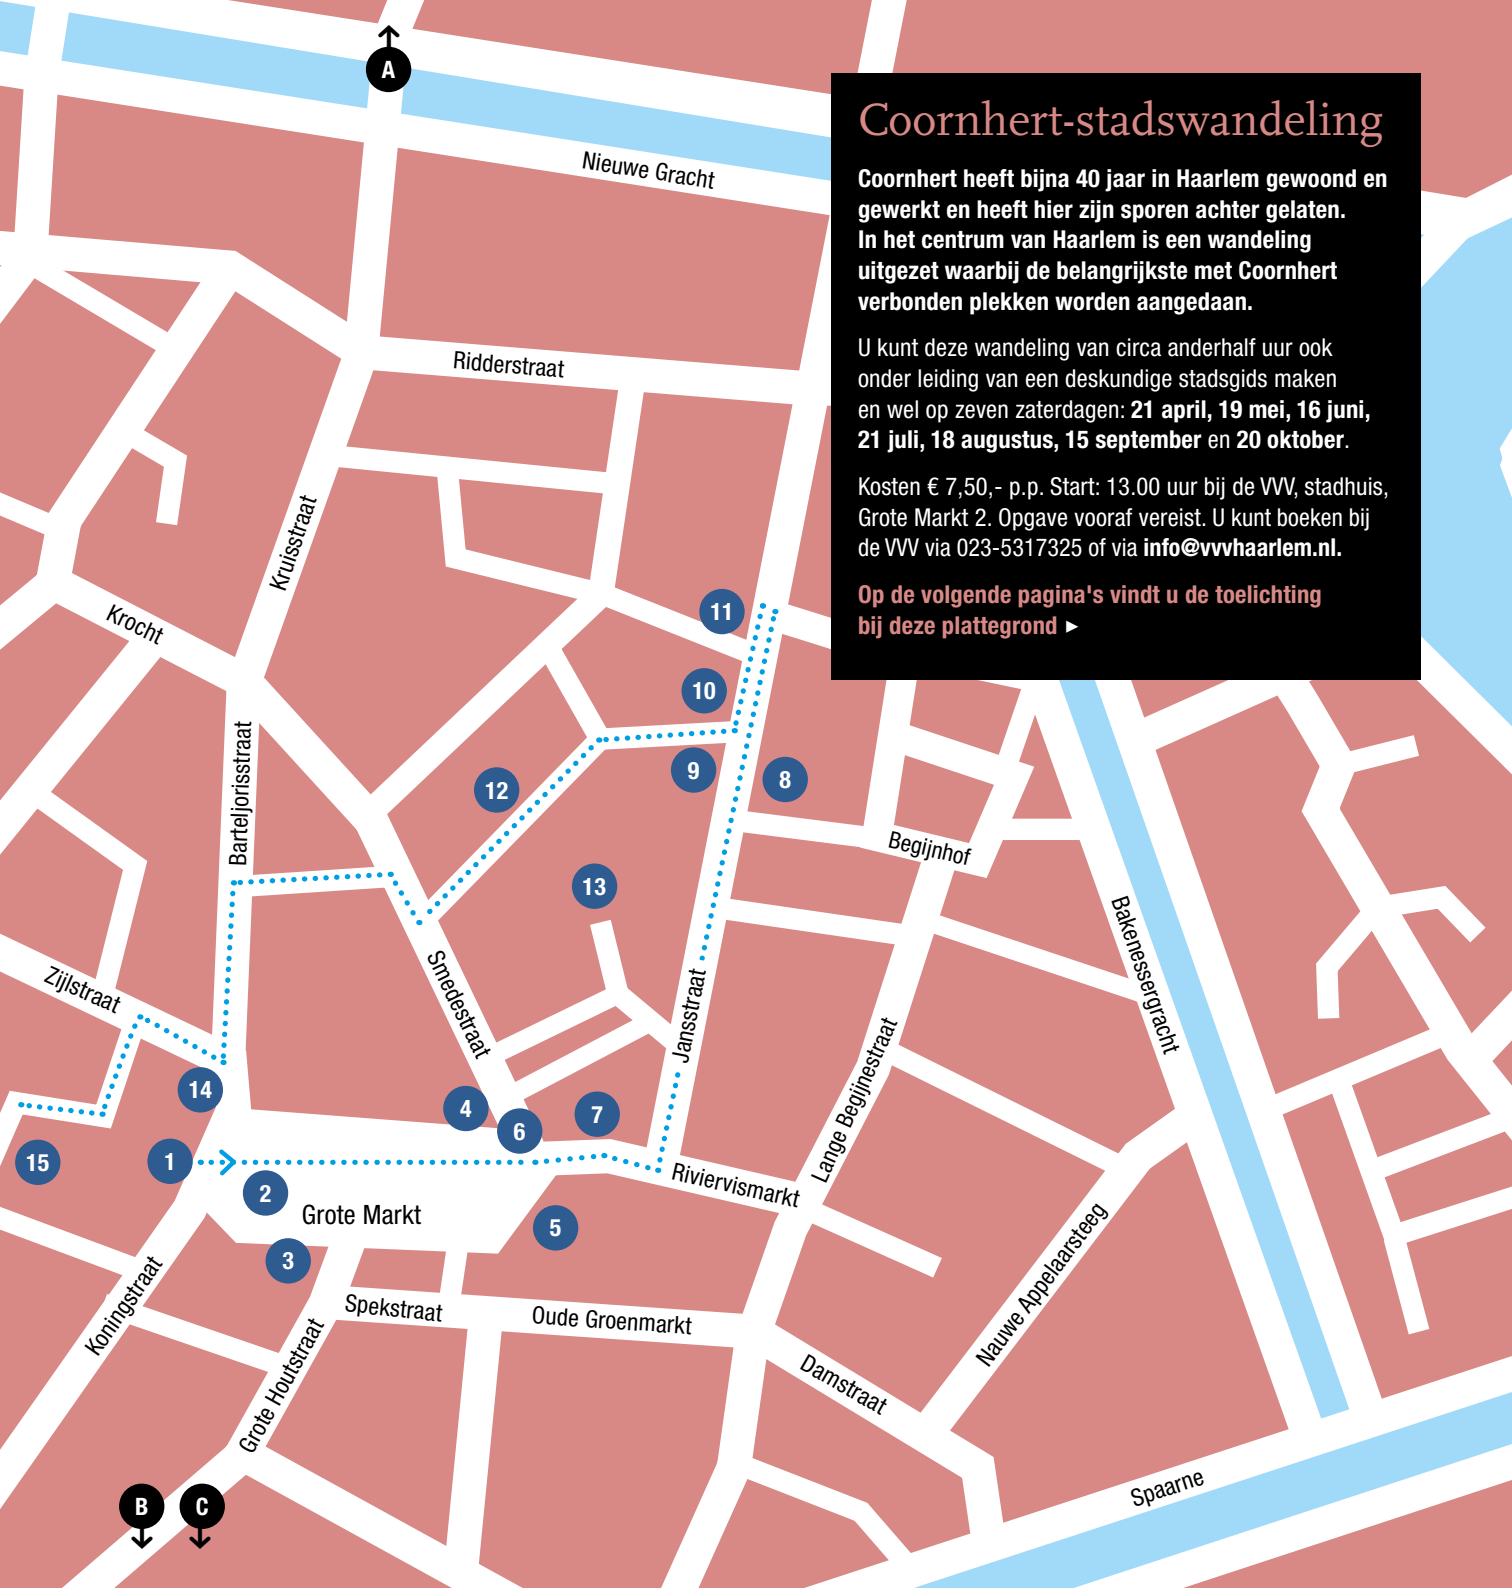 A
Nieuwe Gracht
Coornhert-stadswandeling
Coornhert heeft bijna 40 jaar in Haarlem gewoond en
gewerkt en heeft hier zijn sporen achter gelaten.
In het centrum van Haarlem is een wandeling
uitgezet waarbij de belangrijkste met Coornhert
verbonden plekken worden aangedaan.
U kunt deze wandeling van circa anderhalf uur ook
onder leiding van een deskundige stadsgids maken
en wel op zeven zaterdagen: 21 april, 19 mei, 16 juni,
21 juli, 18 augustus, 15 september en 20 oktober.
Kosten € 7,50,- p.p. Start: 13.00 uur bij de VVV, stadhuis,
Grote Markt 2. Opgave vooraf vereist. U kunt boeken bij
de VVV via 023-5317325 of via info@vvvhaarlem.nl.
Op de volgende pagina's vindt u de toelichting
bij deze plattegrond ►
Ridderstraat
Kruisstraat
Krocht
11
10
9
8
12
Barteljorisstraat
Begijnhof
13
Bakenessergracht
Zijlstraat
Smedestraat
Jansstraat
Lange Begijnestraat
14
4
6
7
15
1
2
Riviervismarkt
Grote Markt
5
3
Nauwe Appelaarsteeg
Koningstraat
Spekstraat
Oude Groenmarkt
Grote Houtstraat
Damstraat
Spaarne
B
C